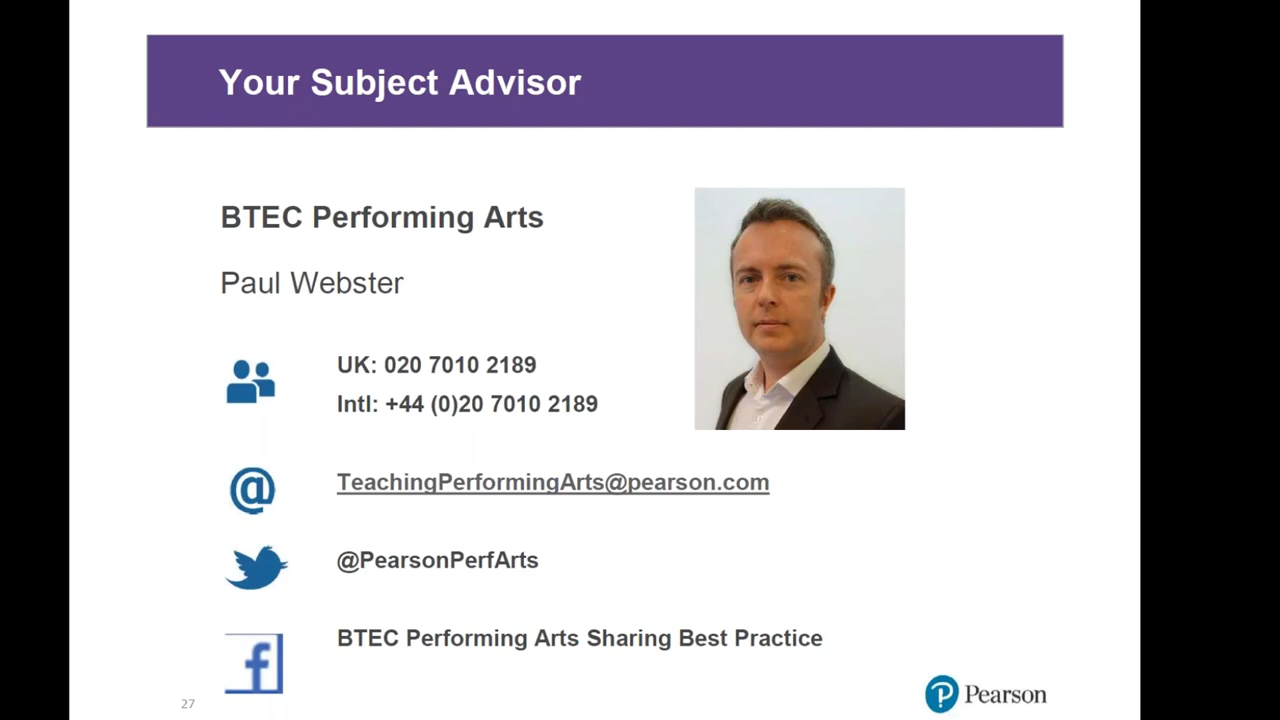 Your Subject Advisor
BTEC Performing Arts
Paul Webster
UK: 020 7010 2189
Intl: +44 (0)20 7010 2189
@
TeachingPerformingArts@pearson.com
@PearsonPerfArts
BTEC Performing Arts Sharing Best Practice
f
27
P Pearson